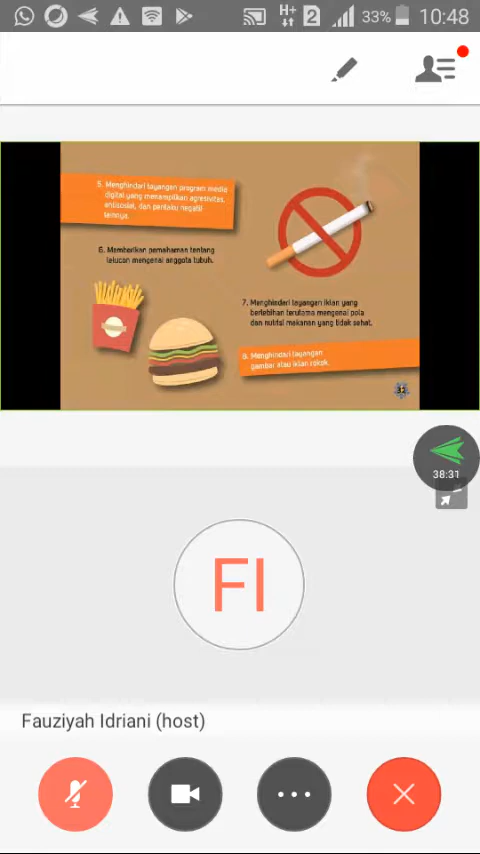 H+
2
33%
10:48
5. Menghindari tayangan program media
digital yang menampilkan agresivitas,
antisosial, dan perilaku negatif
lainnya.
6. Memberikan pemahaman tentang
lelucon mengenai anggota tubuh.
7. Menghindari tayangan iklan yang
berlebihan terutama mengenai pola
dan nutrisi makanan yang tidak sehat.
8. Menghindari tayangan
gambar atau iklan rokok.
31
38:31
FI
Fauziyah Idriani (host)